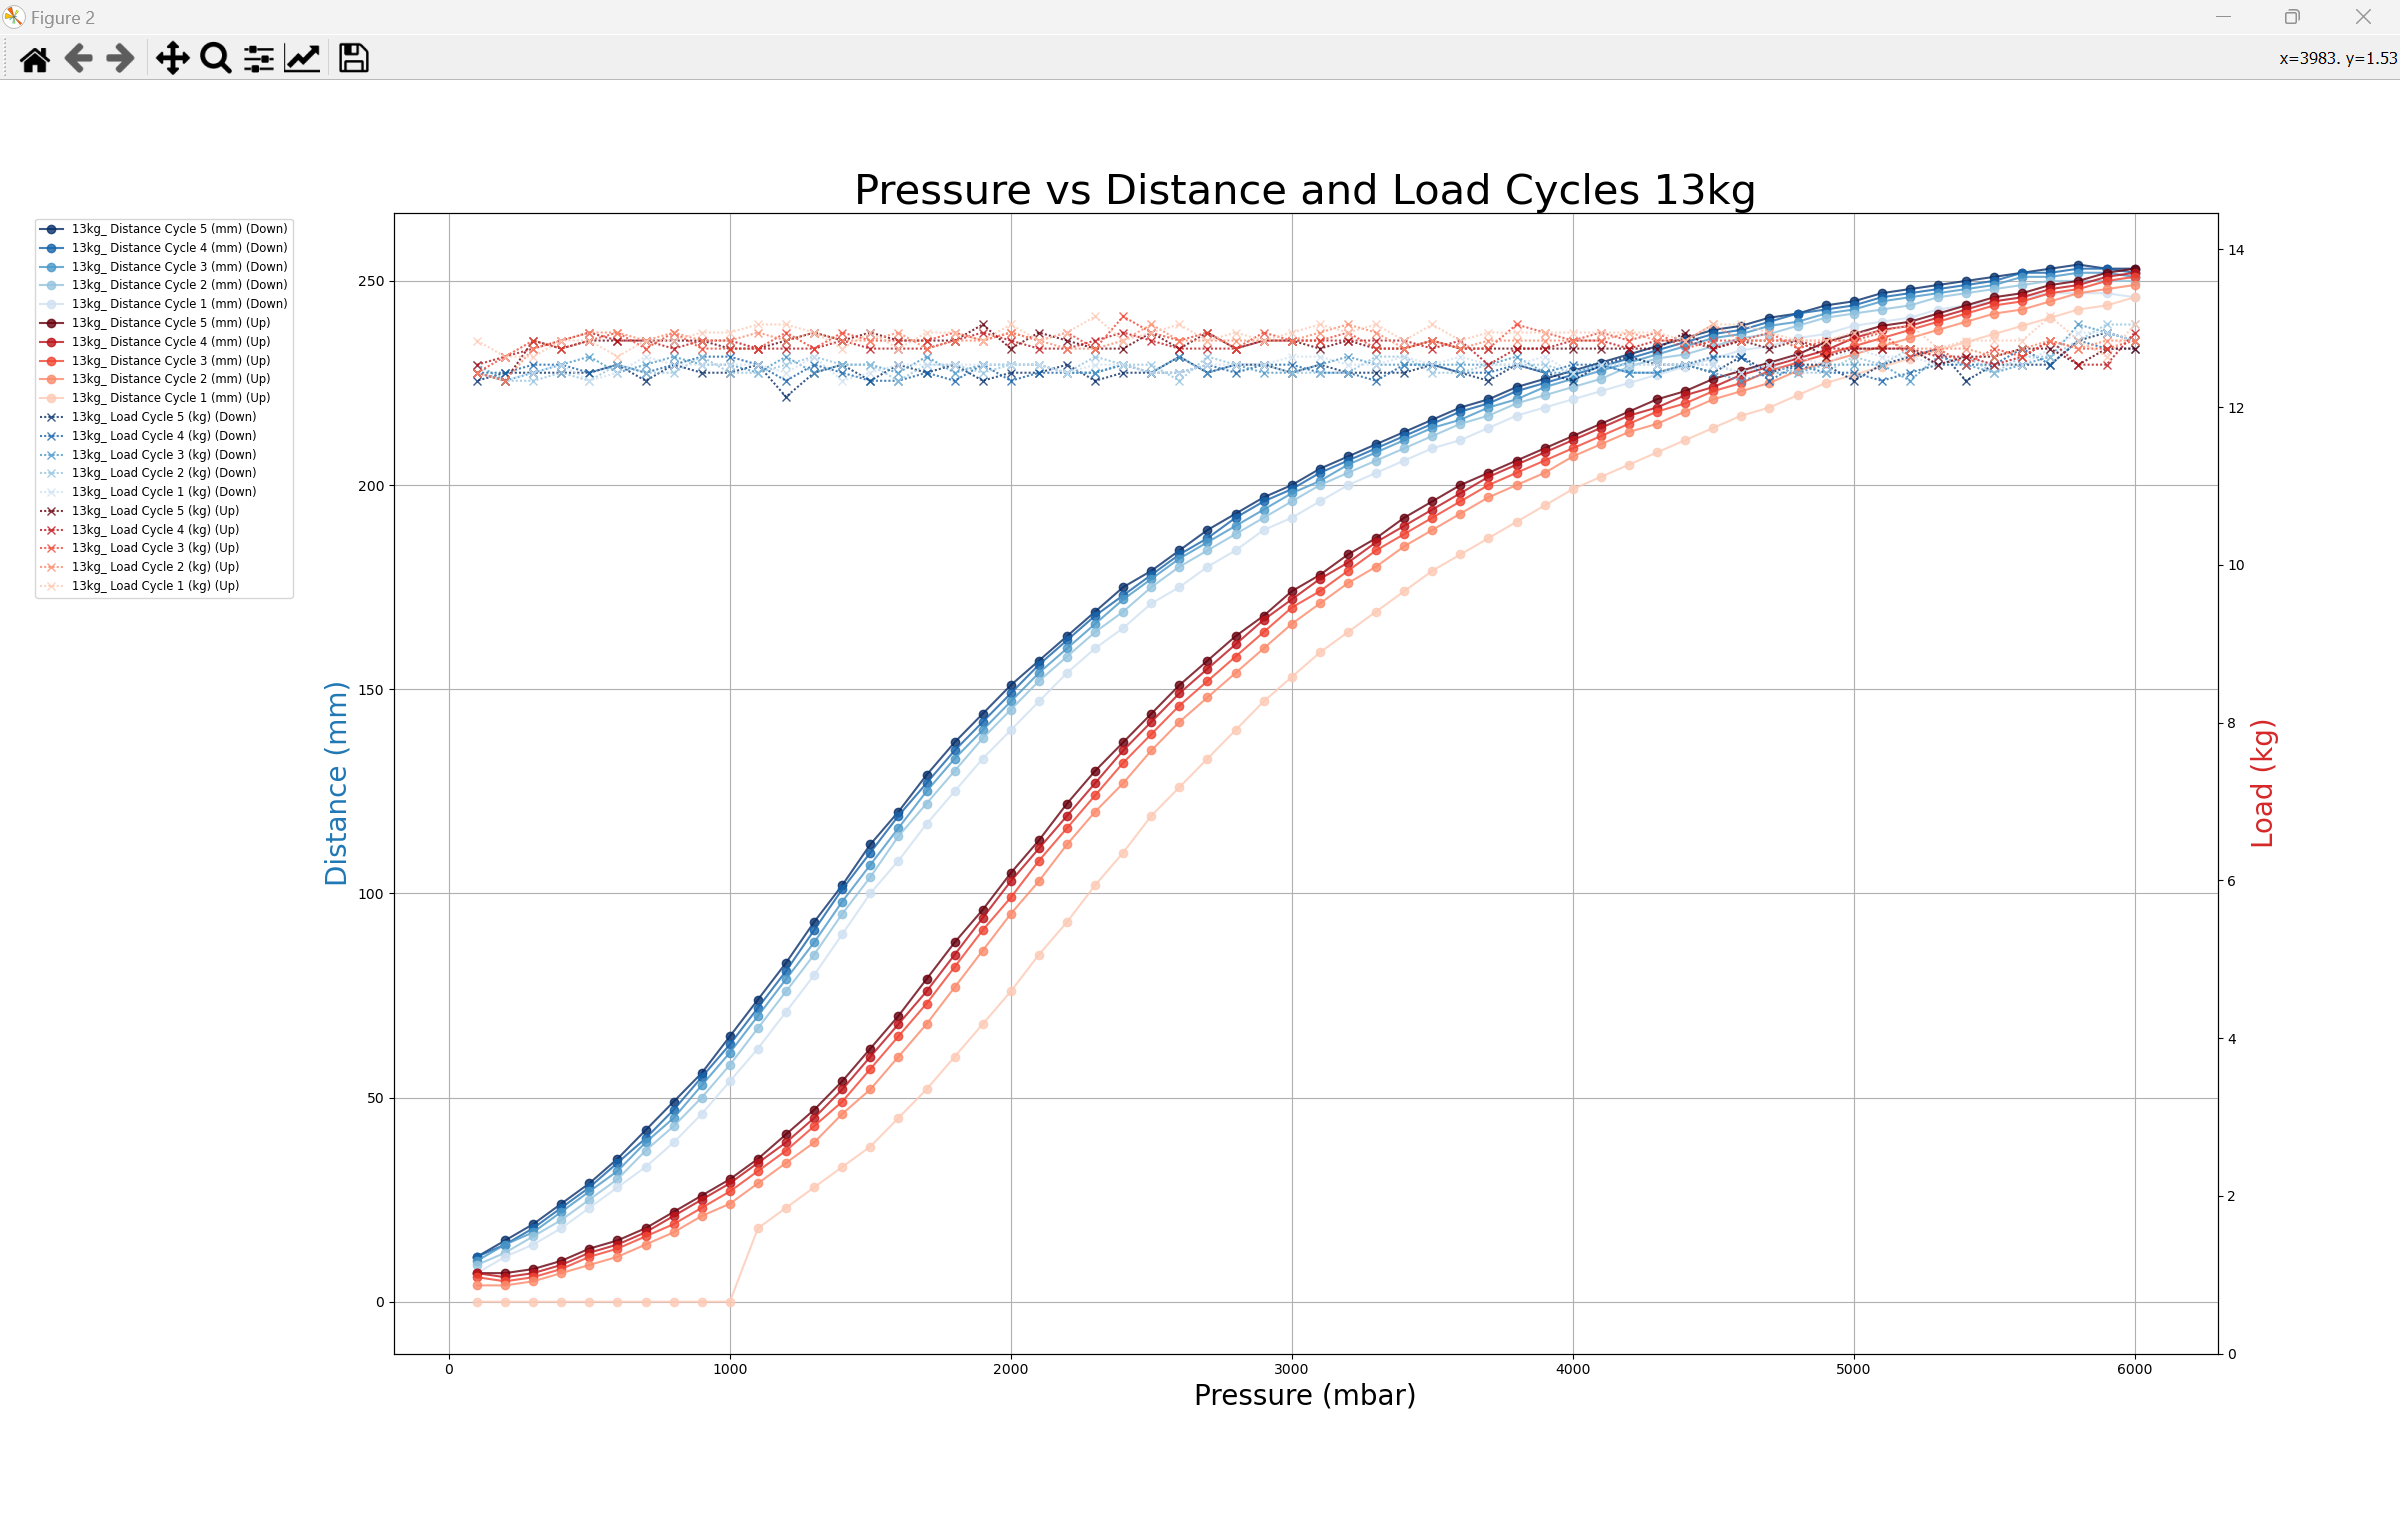 Figure 2
x=3983. y=1.53
Pressure vs Distance and Load Cycles 13kg
13kg_ Distance Cycle 5 (mm) (Down)
13kg_ Distance Cycle 4 (mm) (Down)
13kg_ Distance Cycle 3 (mm) (Down)
13kg_ Distance Cycle 2 (mm) (Down)
13kg_ Distance Cycle 1 (mm) (Down)
13kg_ Distance Cycle 5 (mm) (Up)
13kg_ Distance Cycle 4 (mm) (Up)
13kg_ Distance Cycle 3 (mm) (Up)
13kg_ Distance Cycle 2 (mm) (Up)
13kg_ Distance Cycle 1 (mm) (Up)
13kg_ Load Cycle 5 (kg) (Down)
13kg_ Load Cycle 4 (kg) (Down)
13kg_ Load Cycle 3 (kg) (Down)
13kg_ Load Cycle 2 (kg) (Down)
13kg_ Load Cycle 1 (kg) (Down)
13kg_ Load Cycle 5 (kg) (Up)
13kg_ Load Cycle 4 (kg) (Up)
13kg_ Load Cycle 3 (kg) (Up)
13kg_ Load Cycle 2 (kg) (Up)
13kg_ Load Cycle 1 (kg) (Up)
Distance (mm)
250
200
150
100
50
0
14
12
10
8
6
4
2
0
Load (kg)
0 1000 2000 3000 4000 5000 6000
Pressure (mbar)